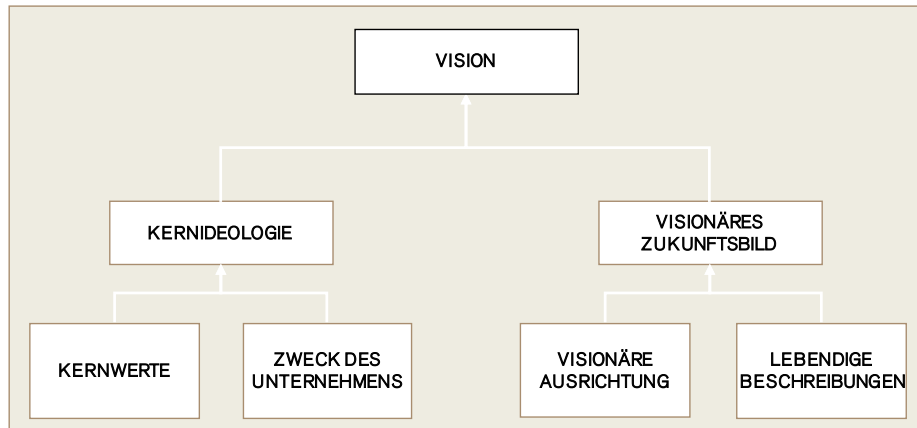 VISION
KERNIDEOLOGIE
VISIONÄRES
ZUKUNFTSBILD
KERNWERTE
ZWECK DES
UNTERNEHMENS
VISIONÄRE
AUSRICHTUNG
LEBENDIGE
BESCHREIBUNGEN